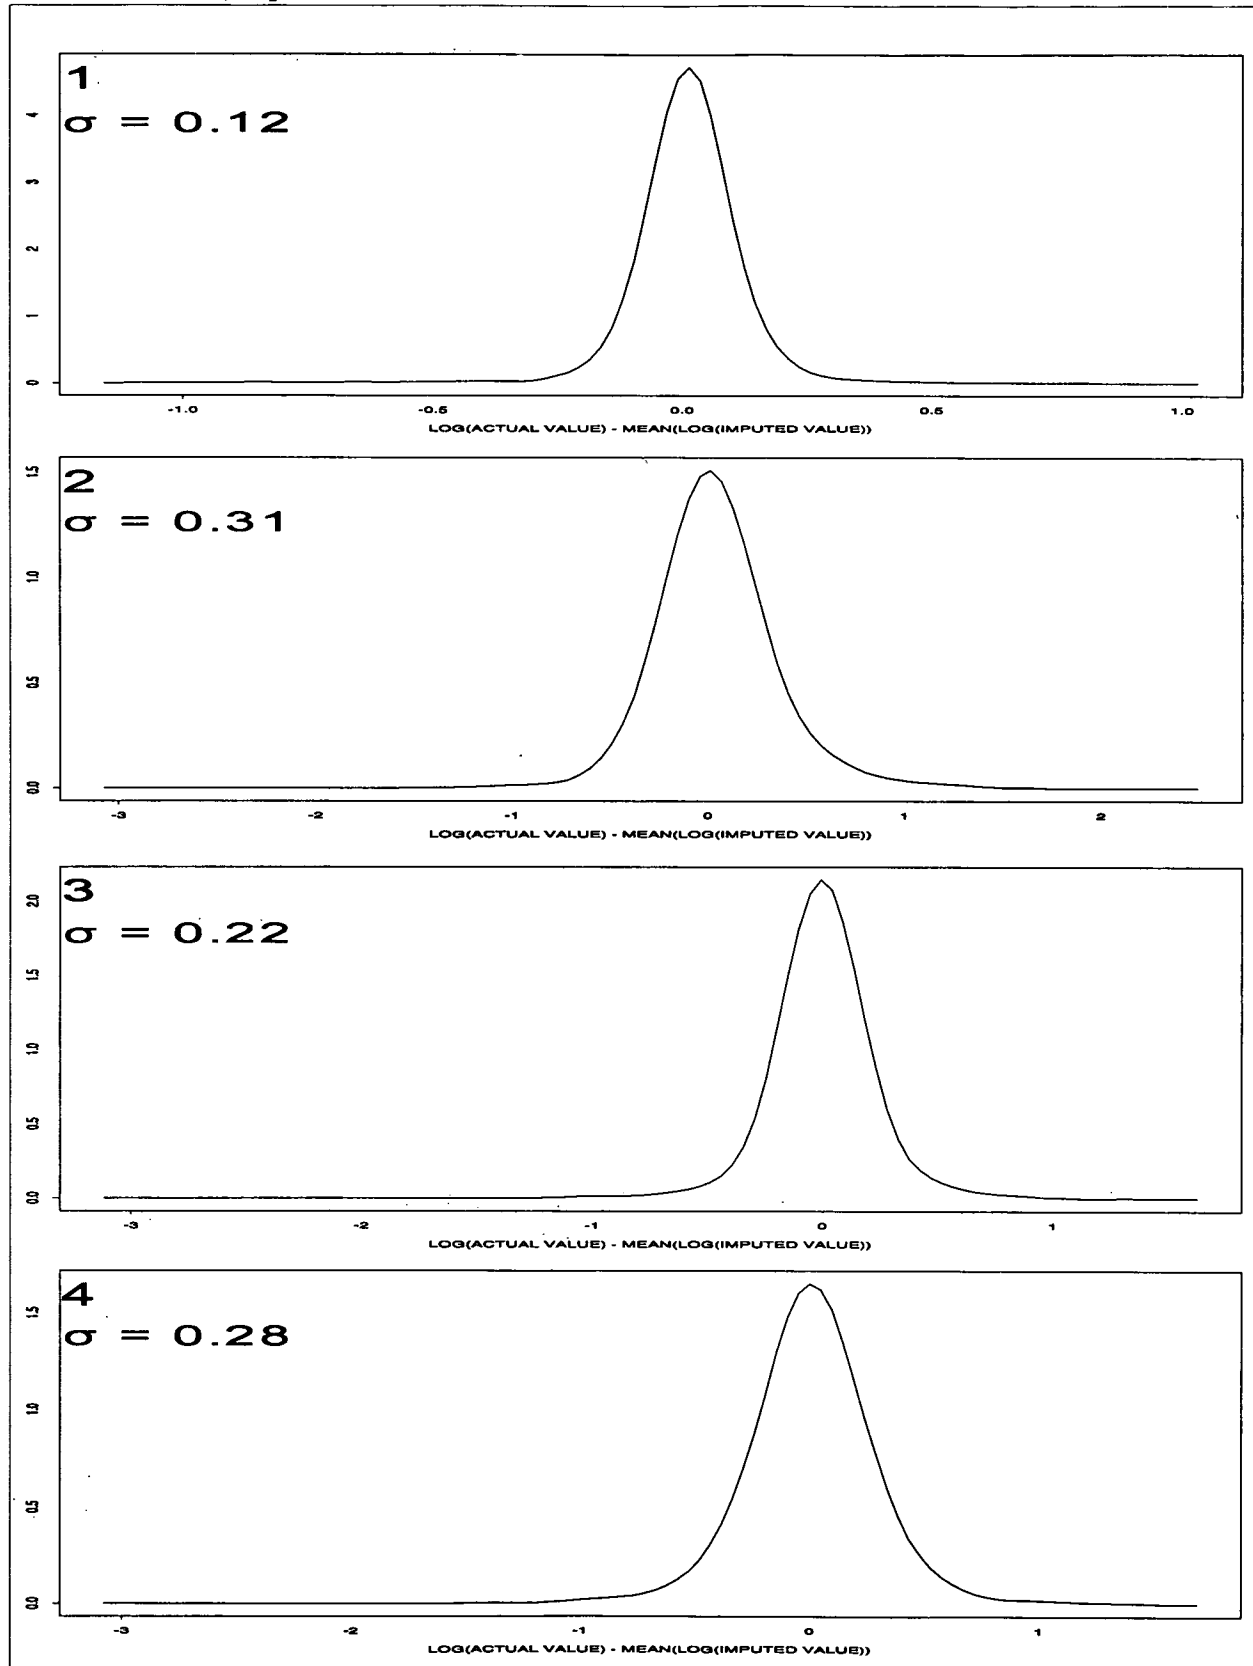 1
σ = 0.12
4
3
2
1
0
-1.0 -0.5 0.0 0.5 1.0
LOG(ACTUAL VALUE) - MEAN(LOG(IMPUTED VALUE))
2
σ = 0.31
1.5
1.0
0.5
0.0
-3 -2 -1 0 1 2
LOG(ACTUAL VALUE) - MEAN(LOG(IMPUTED VALUE))
3
σ = 0.22
2.0
1.5
1.0
0.5
0.0
-3 -2 -1 0 1
LOG(ACTUAL VALUE) - MEAN(LOG(IMPUTED VALUE))
4
σ = 0.28
1.5
1.0
0.5
0.0
-3 -2 -1 0 1
LOG(ACTUAL VALUE) - MEAN(LOG(IMPUTED VALUE))